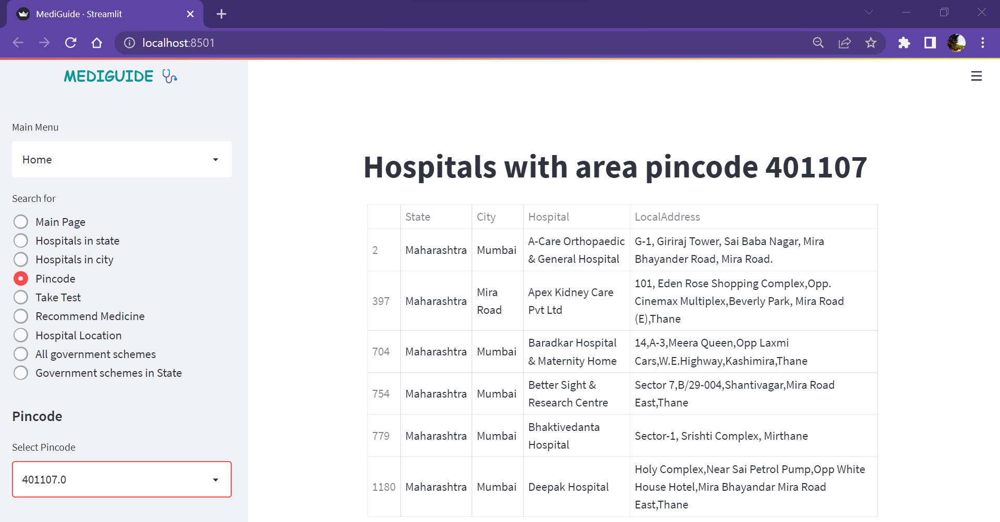 MediGuide · Streamlit
localhost:8501
MEDIGUIDE
Main Menu
Home
Search for
Main Page
Hospitals in state
Hospitals in city
Pincode
Take Test
Recommend Medicine
Hospital Location
All government schemes
Government schemes in State
Pincode
Select Pincode
401107.0
Hospitals with area pincode 401107
State City Hospital LocalAddress
2 Maharashtra Mumbai A-Care Orthopaedic & General Hospital G-1, Giriraj Tower, Sai Baba Nagar, Mira Bhayander Road, Mira Road.
397 Maharashtra Mira Road Apex Kidney Care Pvt Ltd 101, Eden Rose Shopping Complex,Opp. Cinemax Multiplex,Beverly Park, Mira Road (E),Thane
704 Maharashtra Mumbai Baradkar Hospital & Maternity Home 14,A-3,Meera Queen,Opp Laxmi Cars,W.E.Highway,Kashimira,Thane
754 Maharashtra Mumbai Better Sight & Research Centre Sector 7,B/29-004,Shantivagar,Mira Road East,Thane
779 Maharashtra Mumbai Bhaktivedanta Hospital Sector-1, Srishti Complex, Mirthane
1180 Maharashtra Mumbai Deepak Hospital Holy Complex,Near Sai Petrol Pump,Opp White House Hotel,Mira Bhayandar Mira Road East,Thane